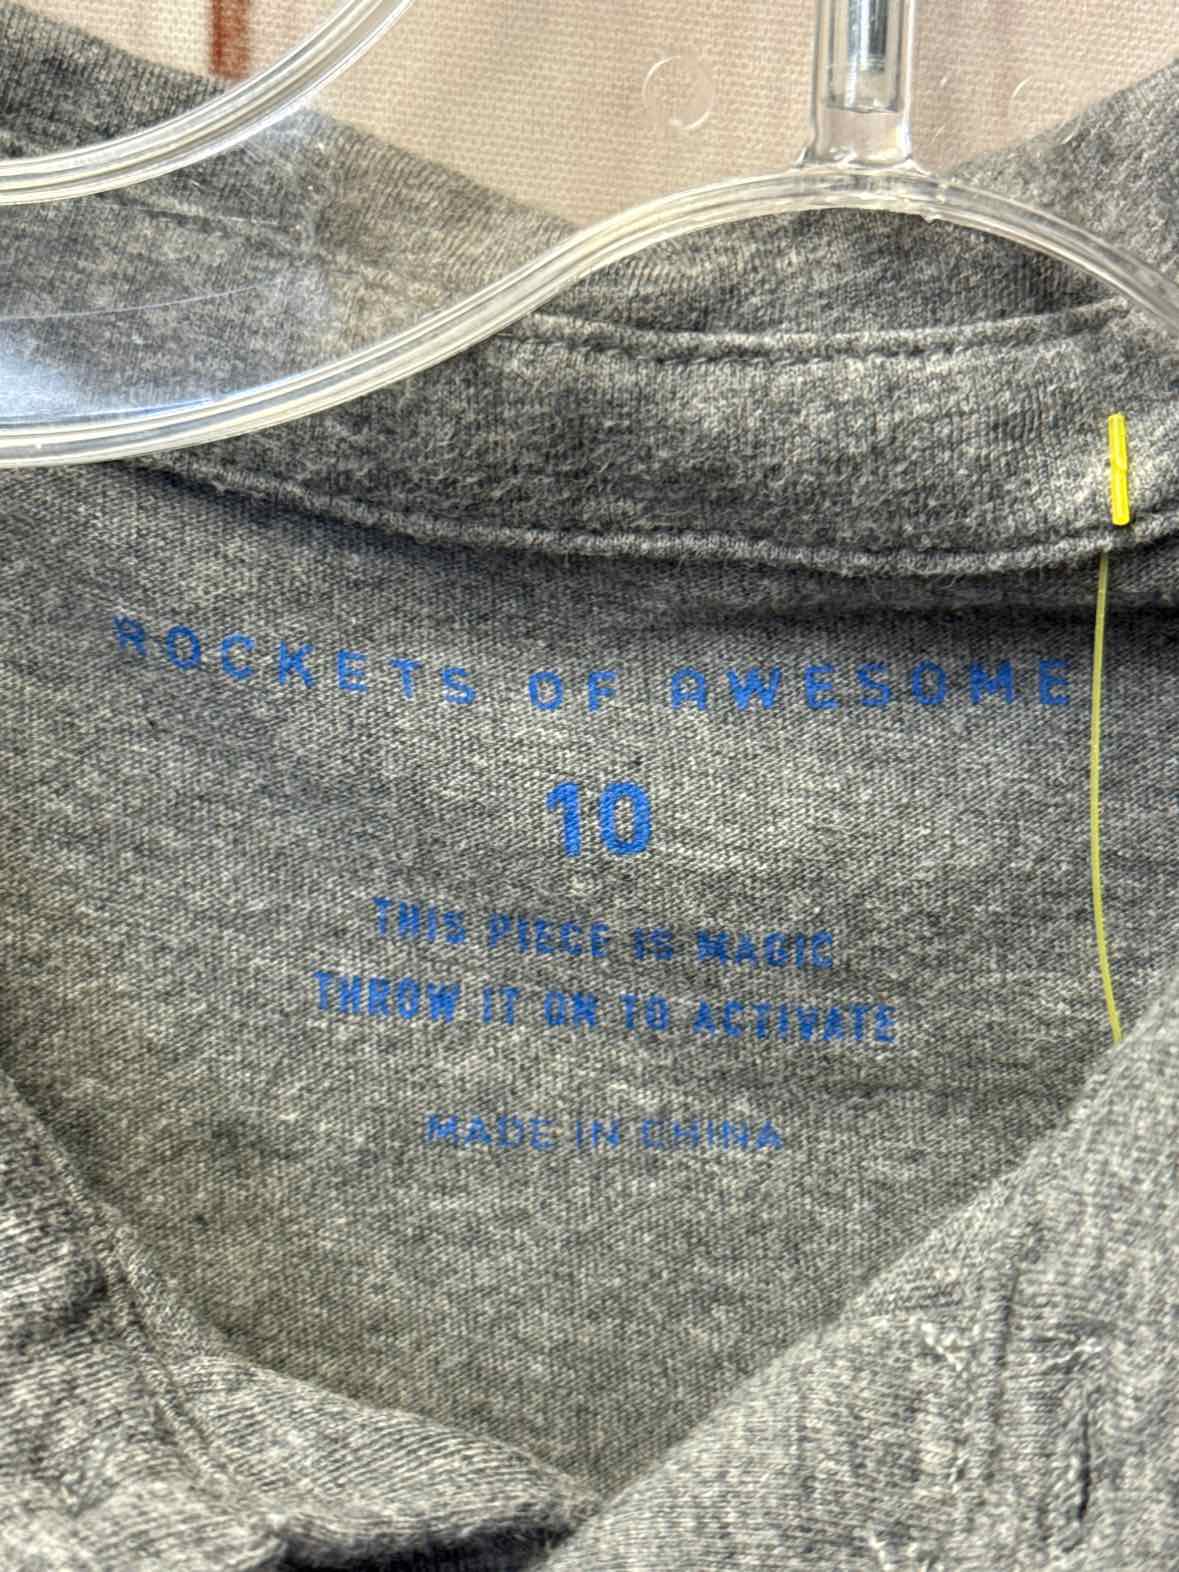 ROCKETS OF AWESOME
10
THIS PIECE IS MAGIC
THROW IT ON TO ACTIVATE
MADE IN CHINA